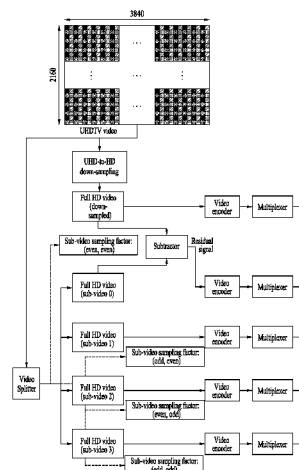 3840
2160
UHDTV video
UHD-to-HD
down-sampling
Full HD video
(down-
sampled)
Video
encoder
Multiplexer
Sub-video sampling factor:
(even, even)
Subtractor
Residual
signal
Full HD video
(sub-video 0)
Video
encoder
Multiplexer
Full HD video
(sub-video 1)
Video
encoder
Multiplexer
Sub-video sampling factor:
(odd, even)
Video
Splitter
Full HD video
(sub-video 2)
Video
encoder
Multiplexer
Sub-video sampling factor:
(even, odd)
Full HD video
(sub-video 3)
Video
encoder
Multiplexer
Sub-video sampling factor:
(odd, odd)